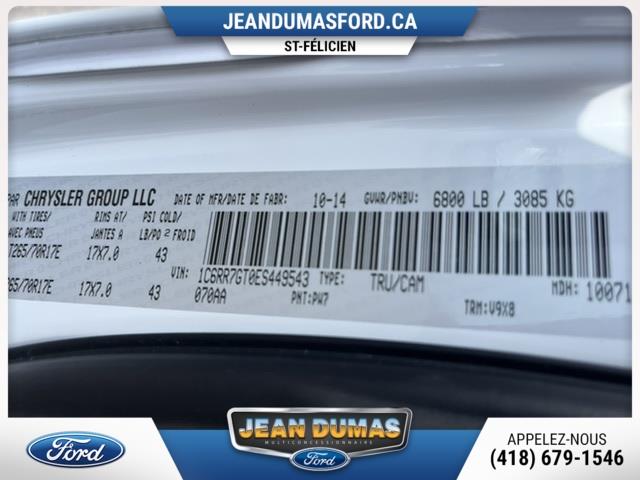 JEANDUMASFORD.CA
ST-FÉLICIEN
PAR CHRYSLER GROUP LLC DATE OF MFR/DATE DE FABR: 10-14 GVWR/PNBV: 6800 LB / 3085 KG
WITH TIRES/ RIMS AT/ PSI COLD/
AVEC PNEUS JANTES A LB/PO 2 FROID
T265/70R17E 17X7.0 43
VIN: 1C6RR7GT0ES449543 TYPE: TRU/CAM MDH: 10071
265/70R17E 17X7.0 43 070AA PNT:PW7 TRM:V9X8
Ford
JEAN DUMAS
MULTICONCESSIONNAIRE
Ford
APPELEZ-NOUS
(418) 679-1546